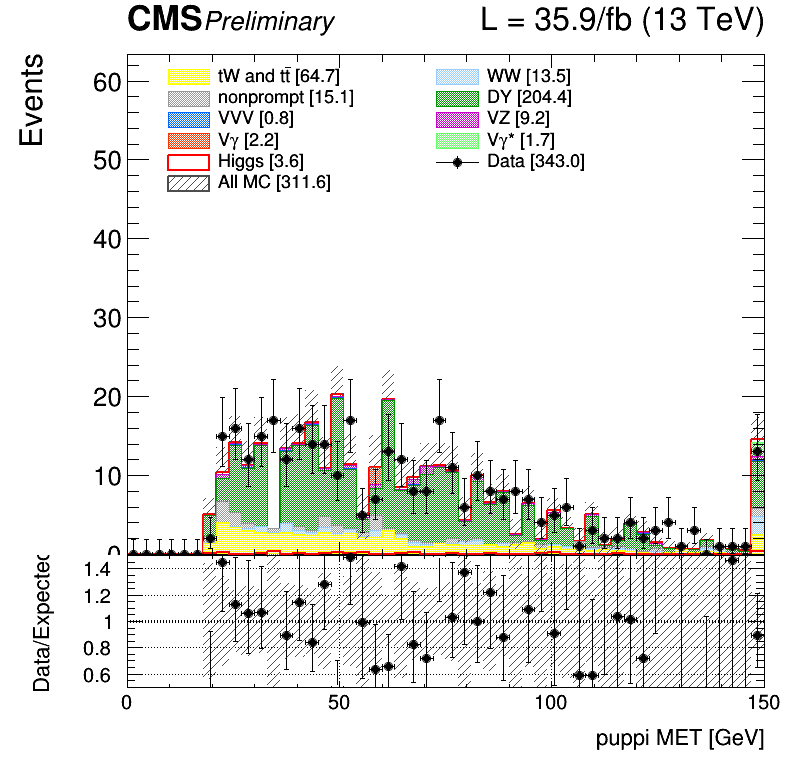 CMS Preliminary L = 35.9/fb (13 TeV)
Events
60
50
40
30
20
10
0
tW and tt̄ [64.7]
WW [13.5]
nonprompt [15.1]
DY [204.4]
VVV [0.8]
VZ [9.2]
Vγ [2.2]
Vγ* [1.7]
Higgs [3.6]
Data [343.0]
All MC [311.6]
Data/Expected
1.4
1.2
1
0.8
0.6
0 50 100 150
puppi MET [GeV]